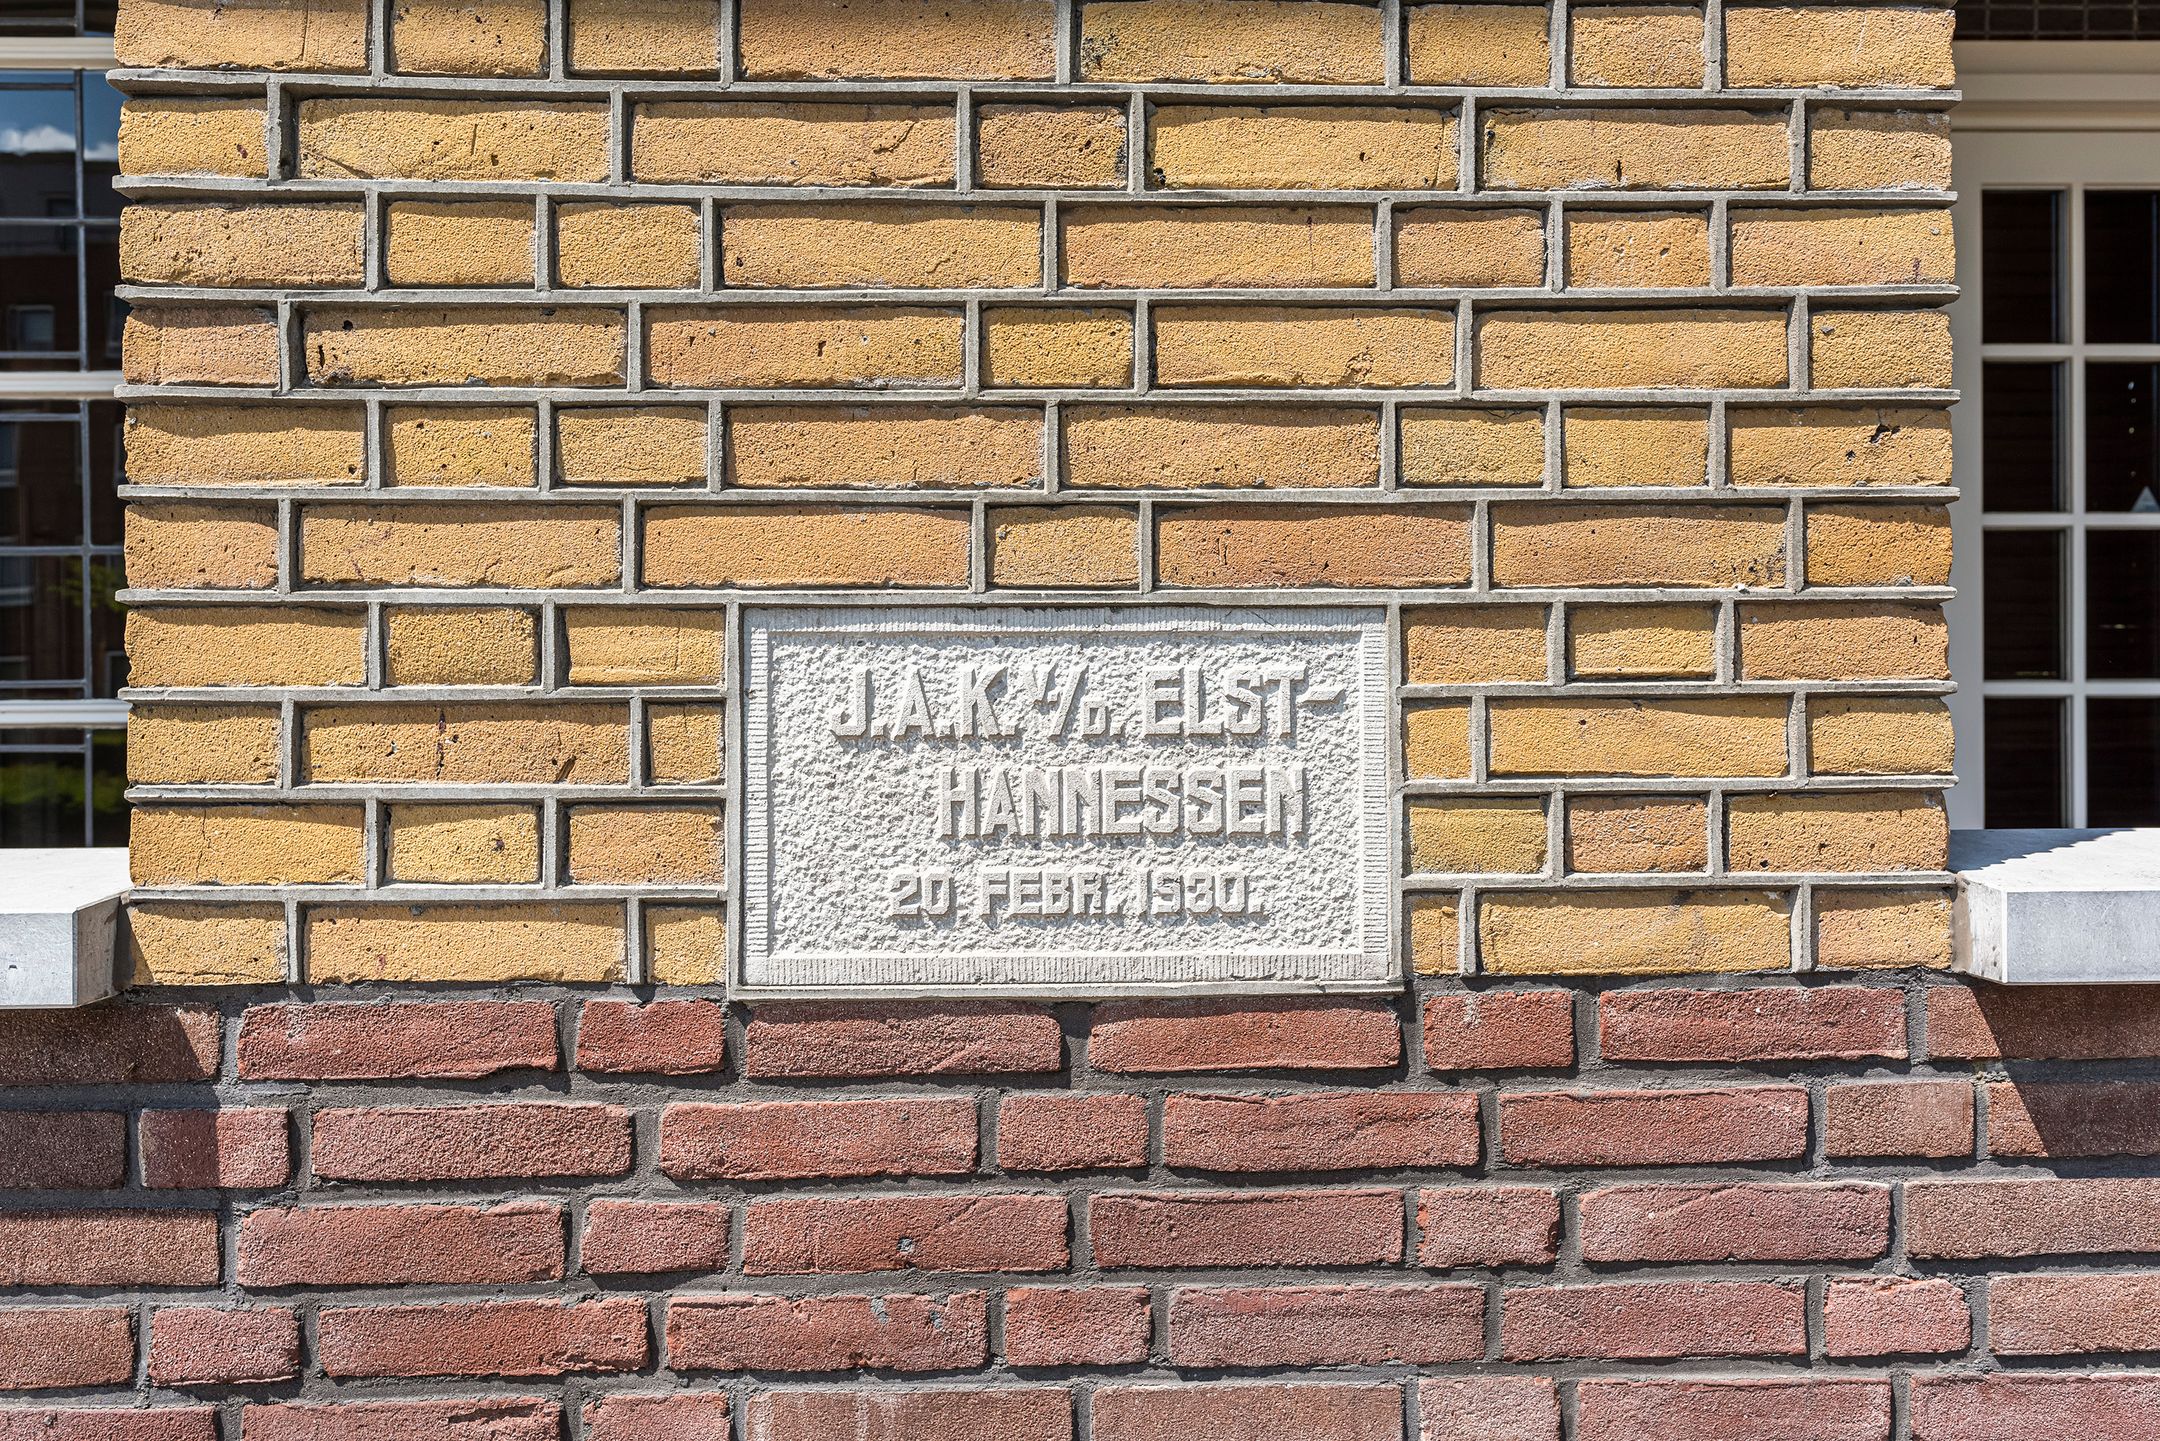 J.A.K. V/D. ELST-
HANNESSEN
20 FEBR. 1930.